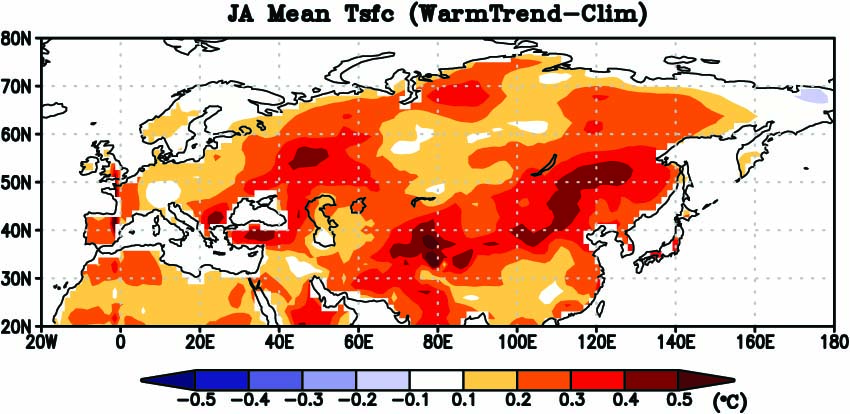 JA Mean Tsfc (WarmTrend−Clim)
80N
70N
60N
50N
40N
30N
20N
20W 0 20E 40E 60E 80E 100E 120E 140E 160E 180
−0.5 −0.4 −0.3 −0.2 −0.1 0.1 0.2 0.3 0.4 0.5 (°C)